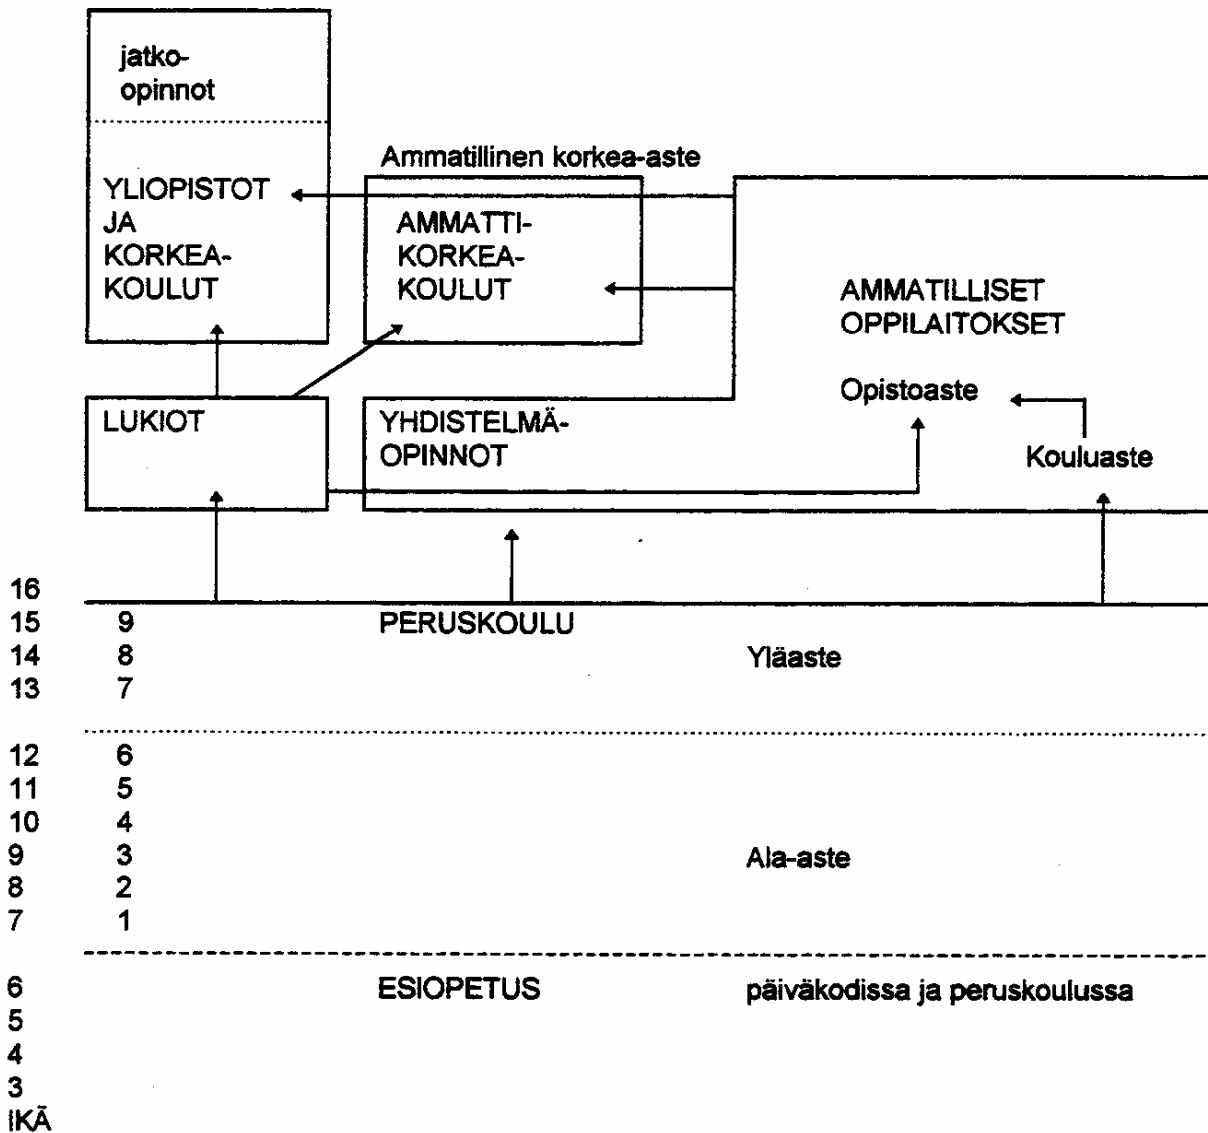 jatko-
opinnot
Ammatillinen korkea-aste
YLIOPISTOT
JA
KORKEA-
KOULUT
AMMATTI-
KORKEA-
KOULUT
AMMATILLISET
OPPILAITOKSET
Opistoaste
Kouluaste
LUKIOT
YHDISTELMÄ-
OPINNOT
16
15 9 PERUSKOULU
14 8 Yläaste
13 7
12 6
11 5
10 4
9 3 Ala-aste
8 2
7 1
6 ESIOPETUS päiväkodissa ja peruskoulussa
5
4
3
IKÄ